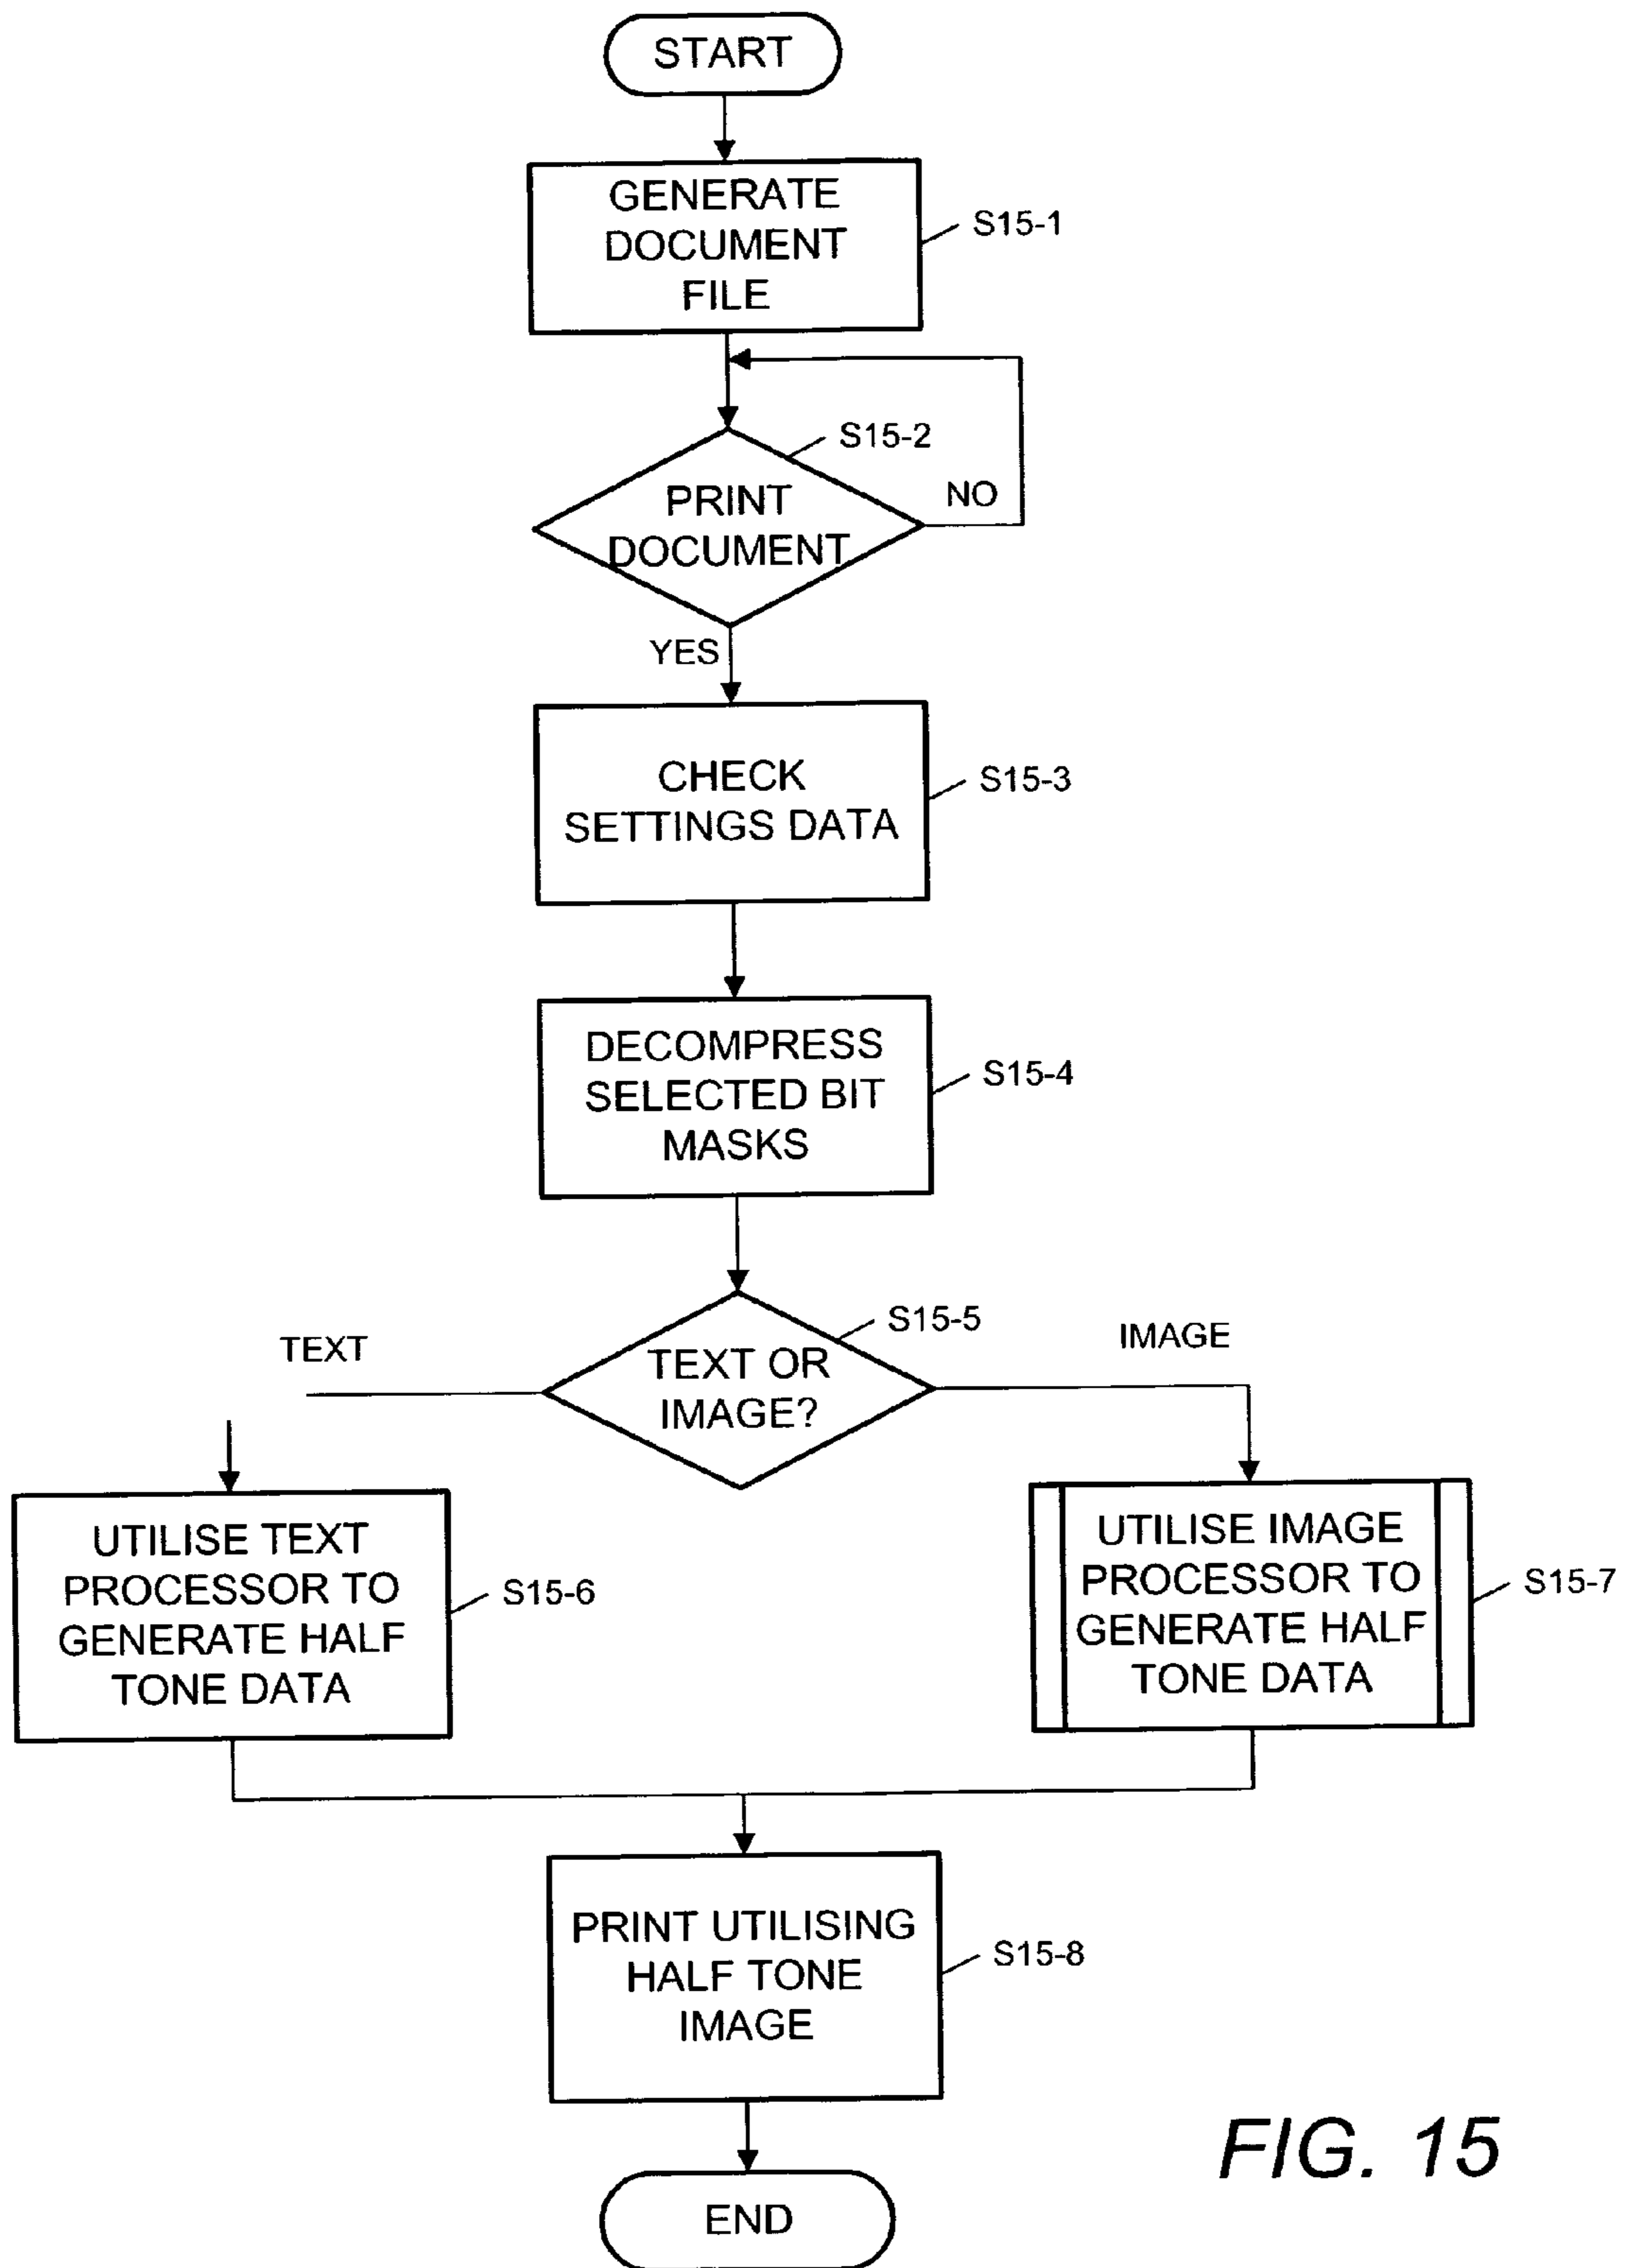 START
GENERATE
DOCUMENT
FILE
S15-1
S15-2
PRINT
DOCUMENT
NO
YES
CHECK
SETTINGS DATA
S15-3
DECOMPRESS
SELECTED BIT
MASKS
S15-4
S15-5
TEXT
TEXT OR
IMAGE?
IMAGE
UTILISE TEXT
PROCESSOR TO
GENERATE HALF
TONE DATA
S15-6
UTILISE IMAGE
PROCESSOR TO
GENERATE HALF
TONE DATA
S15-7
PRINT UTILISING
HALF TONE
IMAGE
S15-8
END
FIG. 15